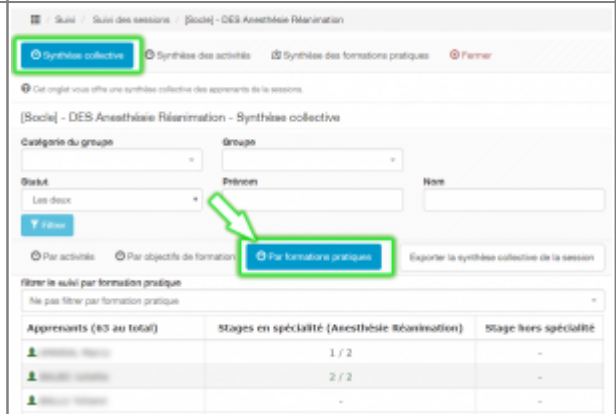 / Suivi / Suivi des sessions / [Socle] - DES Anesthésie Réanimation
Synthèse collective Synthèse des activités Synthèse des formations pratiques Fermer
Cet onglet vous offre une synthèse collective des apprenants de la sessions.
[Socle] - DES Anesthésie Réanimation - Synthèse collective
Catégorie du groupe Groupe
Statut Prénom Nom
Les deux
Filtrer
Par activités Par objectifs de formation Par formations pratiques Exporter la synthèse collective de la session
filtrer le suivi par formation pratique
Ne pas filtrer par formation pratique
Apprenants (63 au total) Stages en spécialité (Anesthésie Réanimation) Stage hors spécialité
1 / 2 -
2 / 2 -
- -